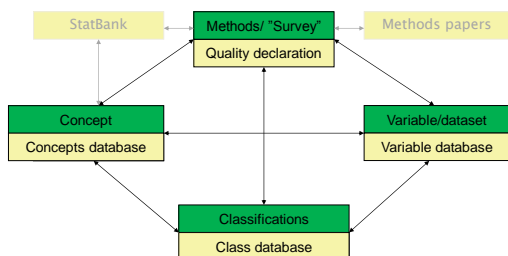 StatBank
Methods/ ”Survey”
Methods papers
Quality declaration
Concept
Variable/dataset
Concepts database
Variable database
Classifications
Class database